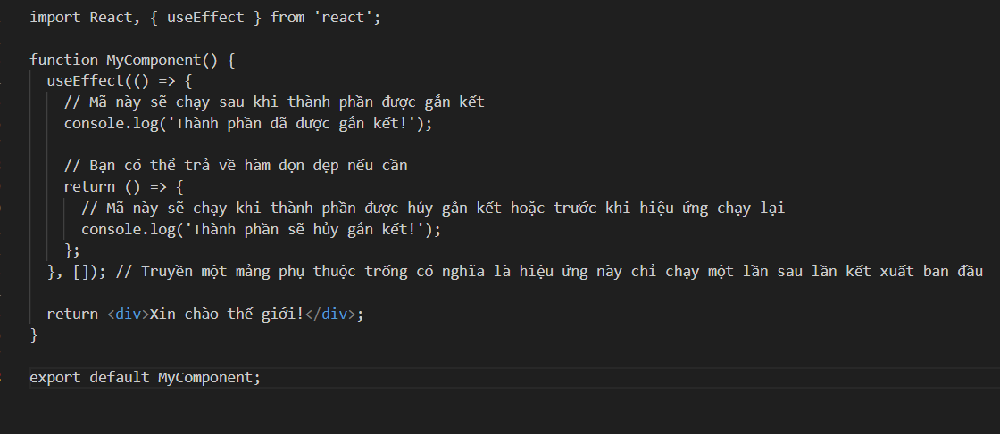 import React, { useEffect } from 'react';
function MyComponent() {
useEffect(() => {
// Mã này sẽ chạy sau khi thành phần được gắn kết
console.log('Thành phần đã được gắn kết!');
// Bạn có thể trả về hàm dọn dẹp nếu cần
return () => {
// Mã này sẽ chạy khi thành phần được hủy gắn kết hoặc trước khi hiệu ứng chạy lại
console.log('Thành phần sẽ hủy gắn kết!');
};
}, []); // Truyền một mảng phụ thuộc trống có nghĩa là hiệu ứng này chỉ chạy một lần sau lần kết xuất ban đầu
return <div>Xin chào thế giới!</div>;
}
export default MyComponent;